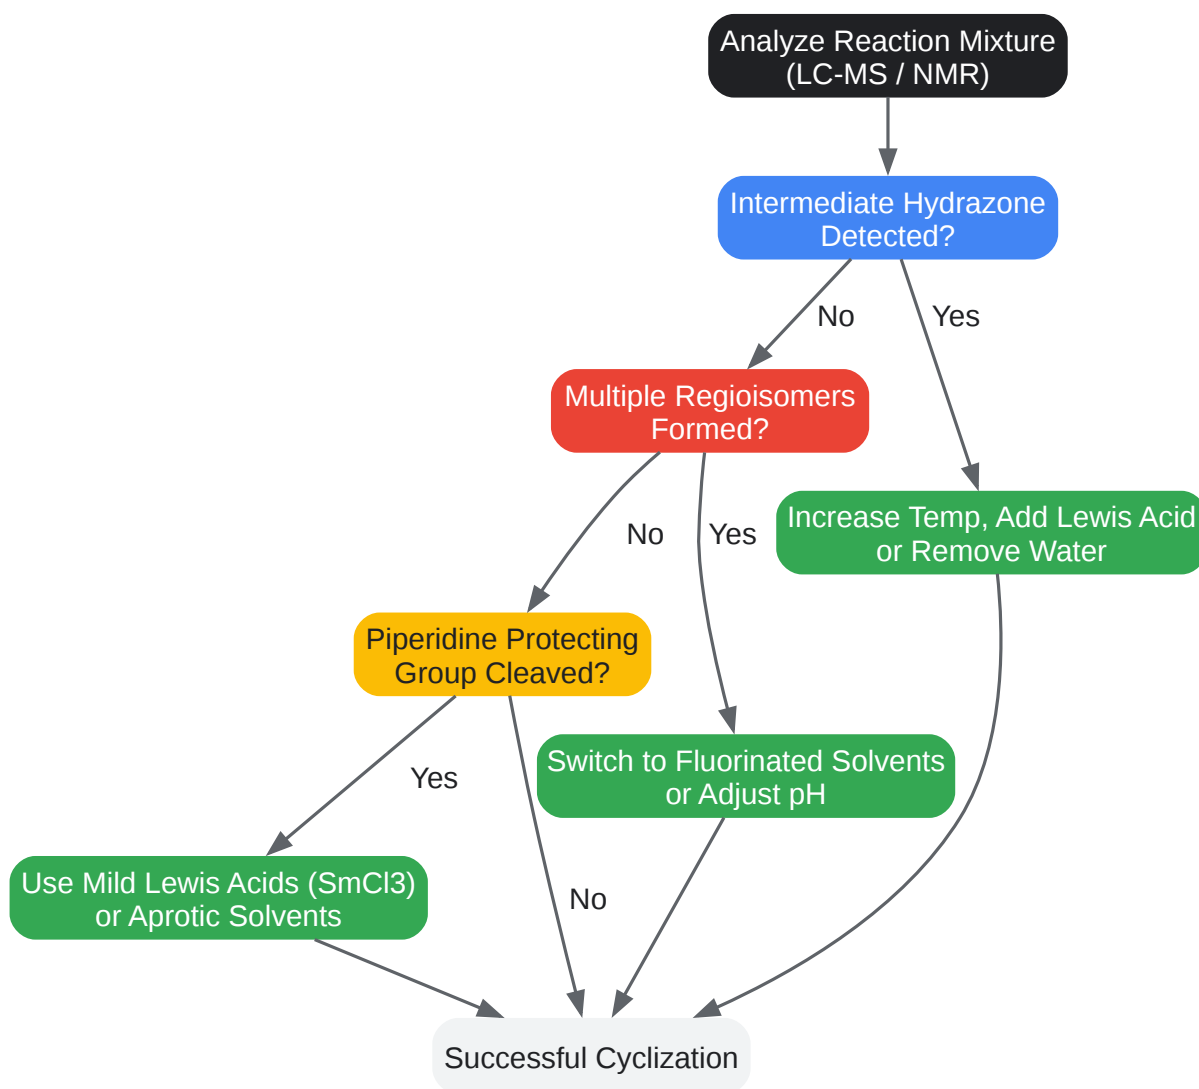 Analyze Reaction Mixture
(LC-MS / NMR)
Intermediate Hydrazone
Detected?
No
Yes
Multiple Regioisomers
Formed?
Increase Temp, Add Lewis Acid
or Remove Water
No
Yes
Piperidine Protecting
Group Cleaved?
Switch to Fluorinated Solvents
or Adjust pH
Yes
Use Mild Lewis Acids (SmCl3)
or Aprotic Solvents
No
Successful Cyclization